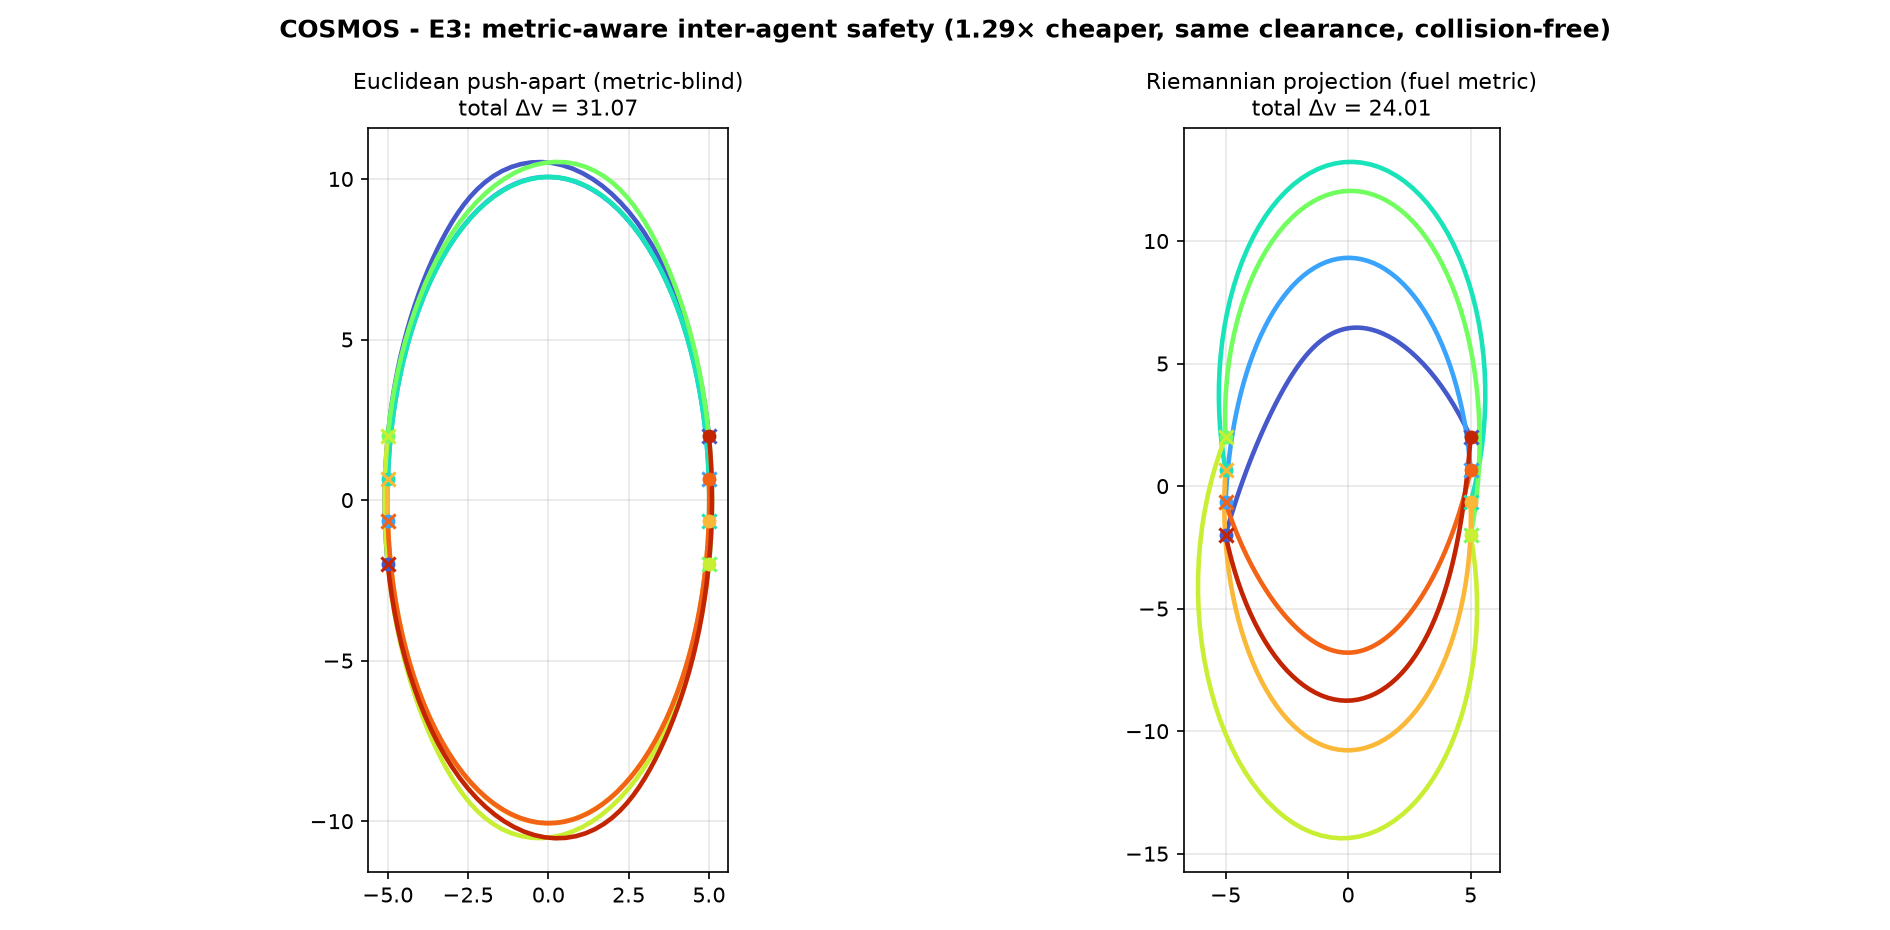 COSMOS - E3: metric-aware inter-agent safety (1.29× cheaper, same clearance, collision-free)
Euclidean push-apart (metric-blind)
total Δv = 31.07
10
5
0
−5
−10
−5.0 −2.5 0.0 2.5 5.0
Riemannian projection (fuel metric)
total Δv = 24.01
10
5
0
−5
−10
−15
−5 0 5